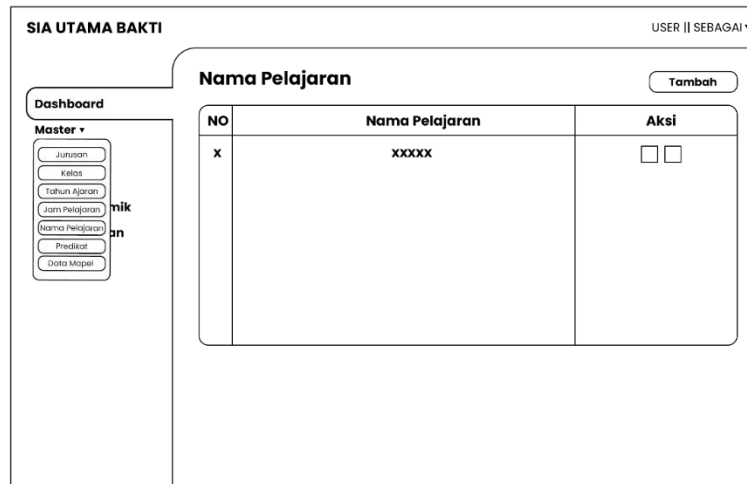 SIA UTAMA BAKTI
USER || SEBAGAI
Nama Pelajaran
Tambah
Dashboard
Master
Jurusan
Kelas
Tahun Ajaran
Jam Pelajaran
Nama Pelajaran
Predikat
Data Mapel
mik
an
NO Nama Pelajaran Aksi
x xxxxx